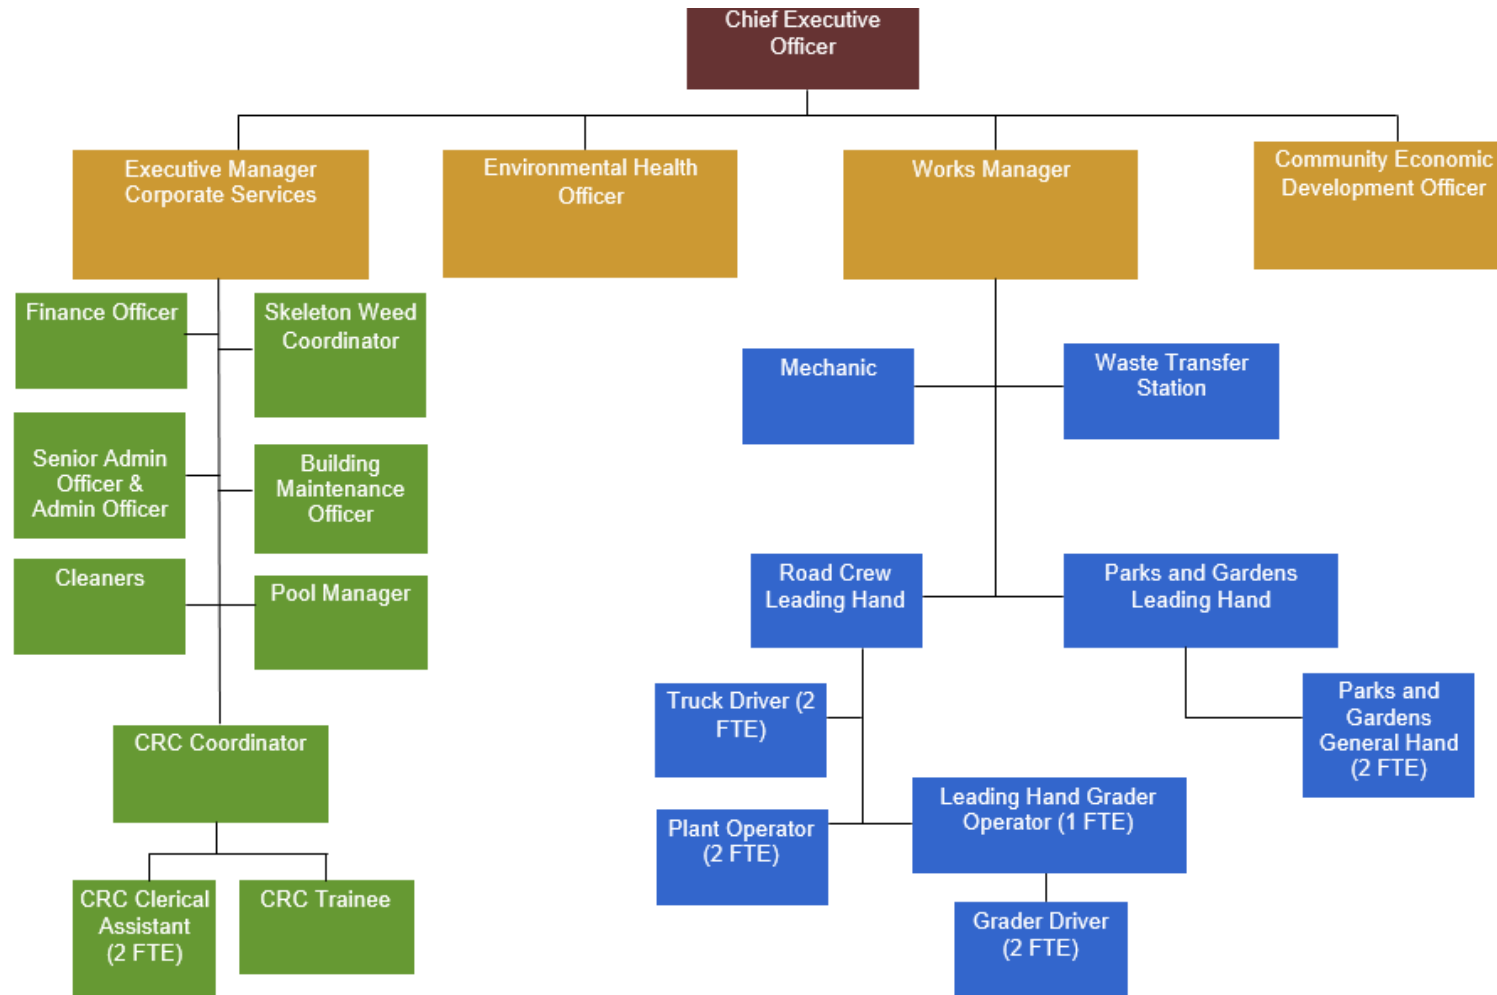 Chief Executive
Officer
Executive Manager
Corporate Services
Environmental Health
Officer
Works Manager
Community Economic
Development Officer
Finance Officer
Skeleton Weed
Coordinator
Senior Admin
Officer &
Admin Officer
Building
Maintenance
Officer
Cleaners
Pool Manager
CRC Coordinator
CRC Clerical
Assistant
(2 FTE)
CRC Trainee
Mechanic
Waste Transfer
Station
Road Crew
Leading Hand
Parks and Gardens
Leading Hand
Truck Driver (2
FTE)
Parks and
Gardens
General Hand
(2 FTE)
Plant Operator
(2 FTE)
Leading Hand Grader
Operator (1 FTE)
Grader Driver
(2 FTE)